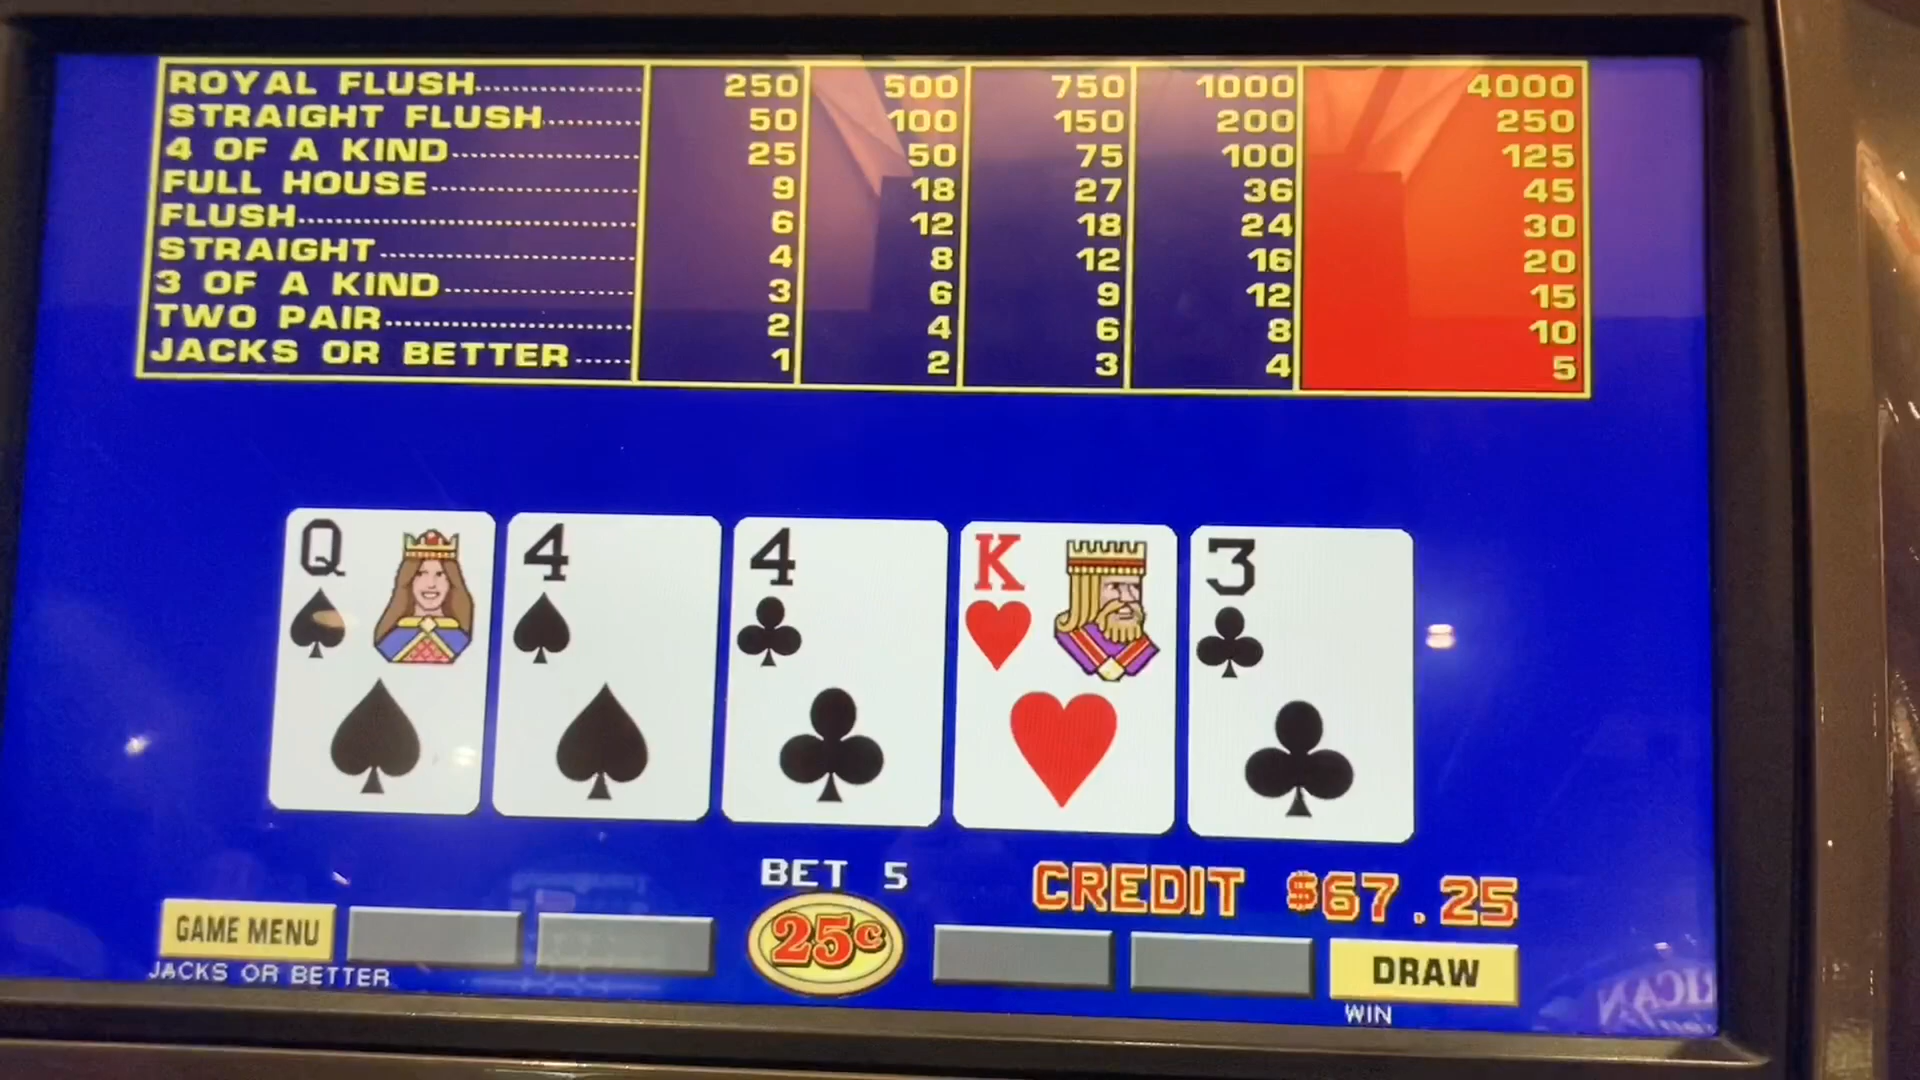 ROYAL FLUSH 250 500 750 1000 4000
STRAIGHT FLUSH 50 100 150 200 250
4 OF A KIND 25 50 75 100 125
FULL HOUSE 9 18 27 36 45
FLUSH 6 12 18 24 30
STRAIGHT 4 8 12 16 20
3 OF A KIND 3 6 9 12 15
TWO PAIR 2 4 6 8 10
JACKS OR BETTER 1 2 3 4 5
Q 4 4 K 3
BET 5 CREDIT $67.25
GAME MENU 25¢ DRAW
JACKS OR BETTER WIN